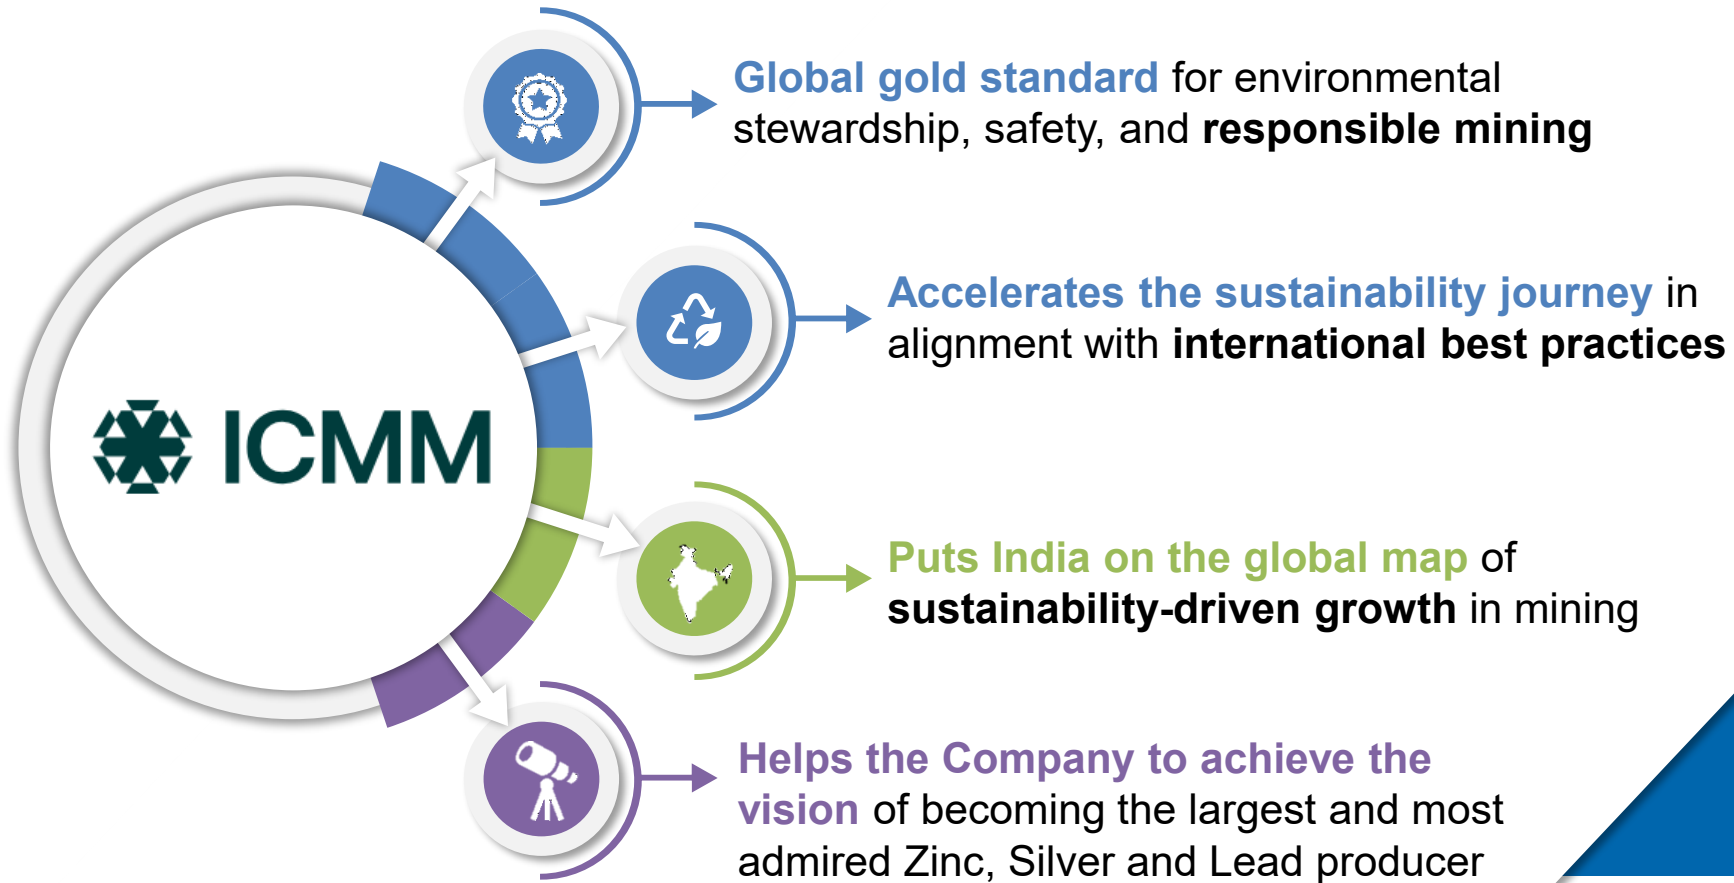 Global gold standard for environmental
stewardship, safety, and responsible mining
Accelerates the sustainability journey in
alignment with international best practices
ICMM
Puts India on the global map of
sustainability-driven growth in mining
Helps the Company to achieve the
vision of becoming the largest and most
admired Zinc, Silver and Lead producer